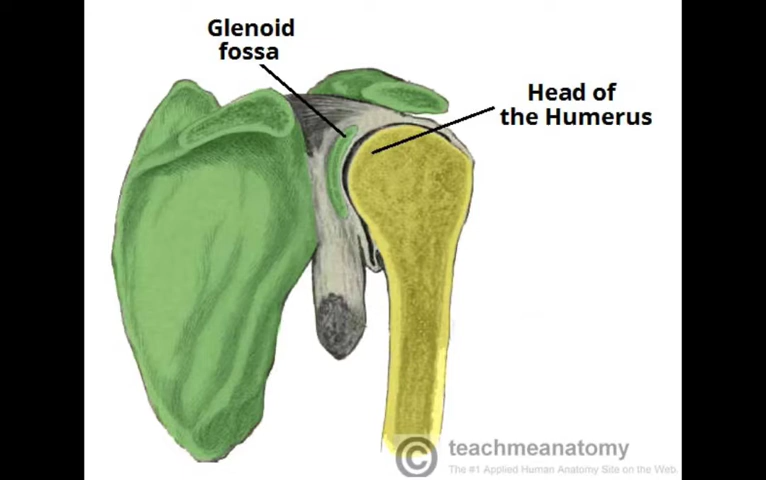 Glenoid
fossa
Head of
the Humerus
© teachmeanatomy
The #1 Applied Human Anatomy Site on the Web.